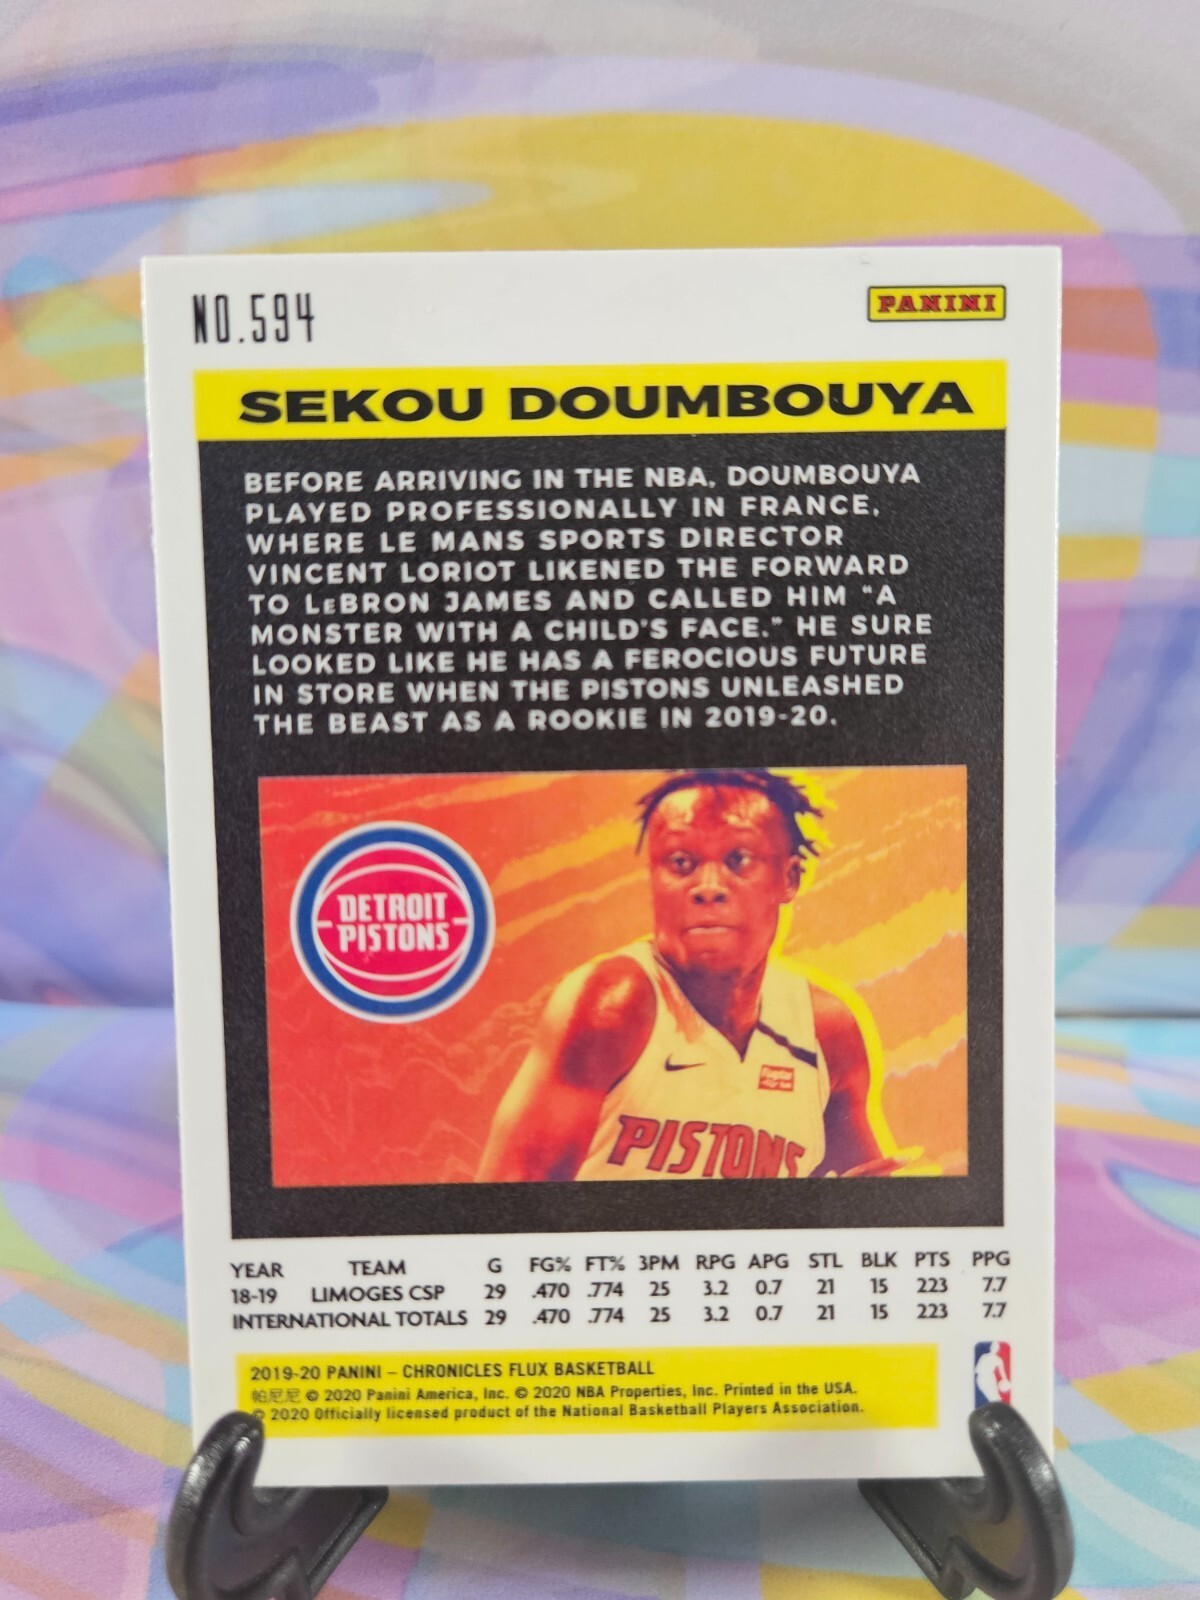 NO.594
PANINI
SEKOU DOUMBOUYA
BEFORE ARRIVING IN THE NBA, DOUMBOUYA
PLAYED PROFESSIONALLY IN FRANCE,
WHERE LE MANS SPORTS DIRECTOR
VINCENT LORIOT LIKENED THE FORWARD
TO LeBRON JAMES AND CALLED HIM "A
MONSTER WITH A CHILD'S FACE." HE SURE
LOOKED LIKE HE HAS A FEROCIOUS FUTURE
IN STORE WHEN THE PISTONS UNLEASHED
THE BEAST AS A ROOKIE IN 2019-20.
DETROIT
PISTONS
Flagstar
PISTONS
YEAR TEAM G FG% FT% 3PM RPG APG STL BLK PTS PPG
18-19 LIMOGES CSP 29 .470 .774 25 3.2 0.7 21 15 223 7.7
INTERNATIONAL TOTALS 29 .470 .774 25 3.2 0.7 21 15 223 7.7
2019-20 PANINI – CHRONICLES FLUX BASKETBALL
帕尼尼 © 2020 Panini America, Inc. © 2020 NBA Properties, Inc. Printed in the USA.
© 2020 Officially licensed product of the National Basketball Players Association.